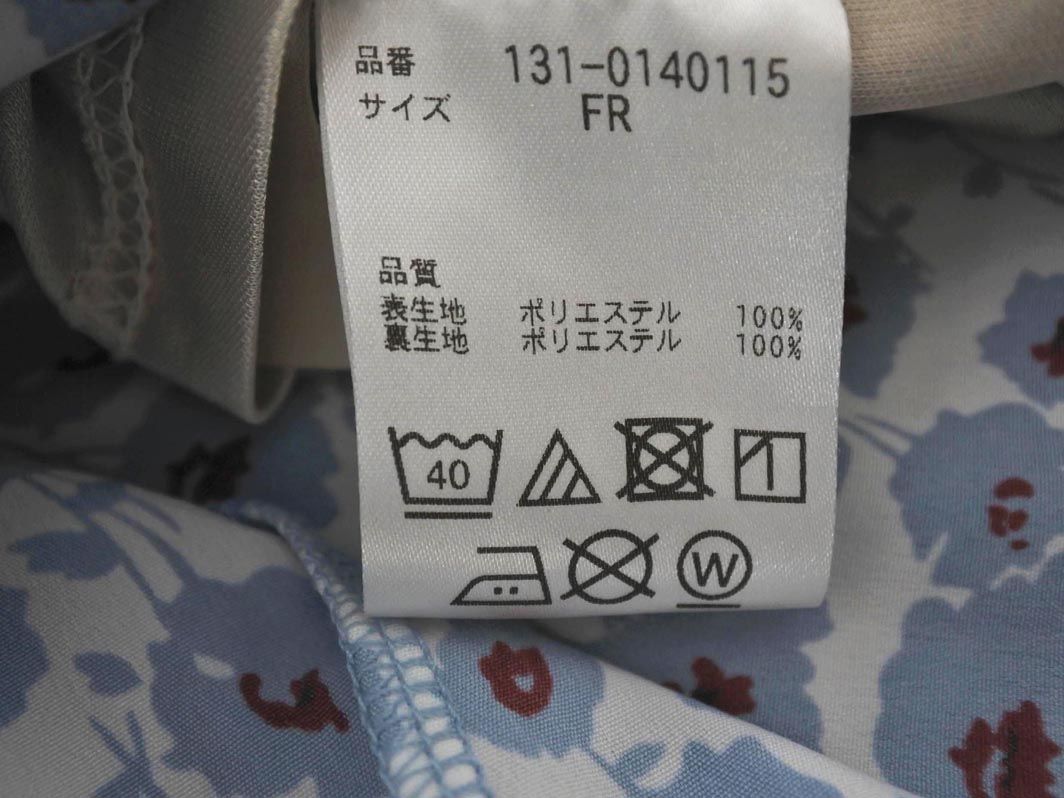 品番 131-0140115
サイズ FR
品質
表生地 ポリエステル 100%
裏生地 ポリエステル 100%
40
W